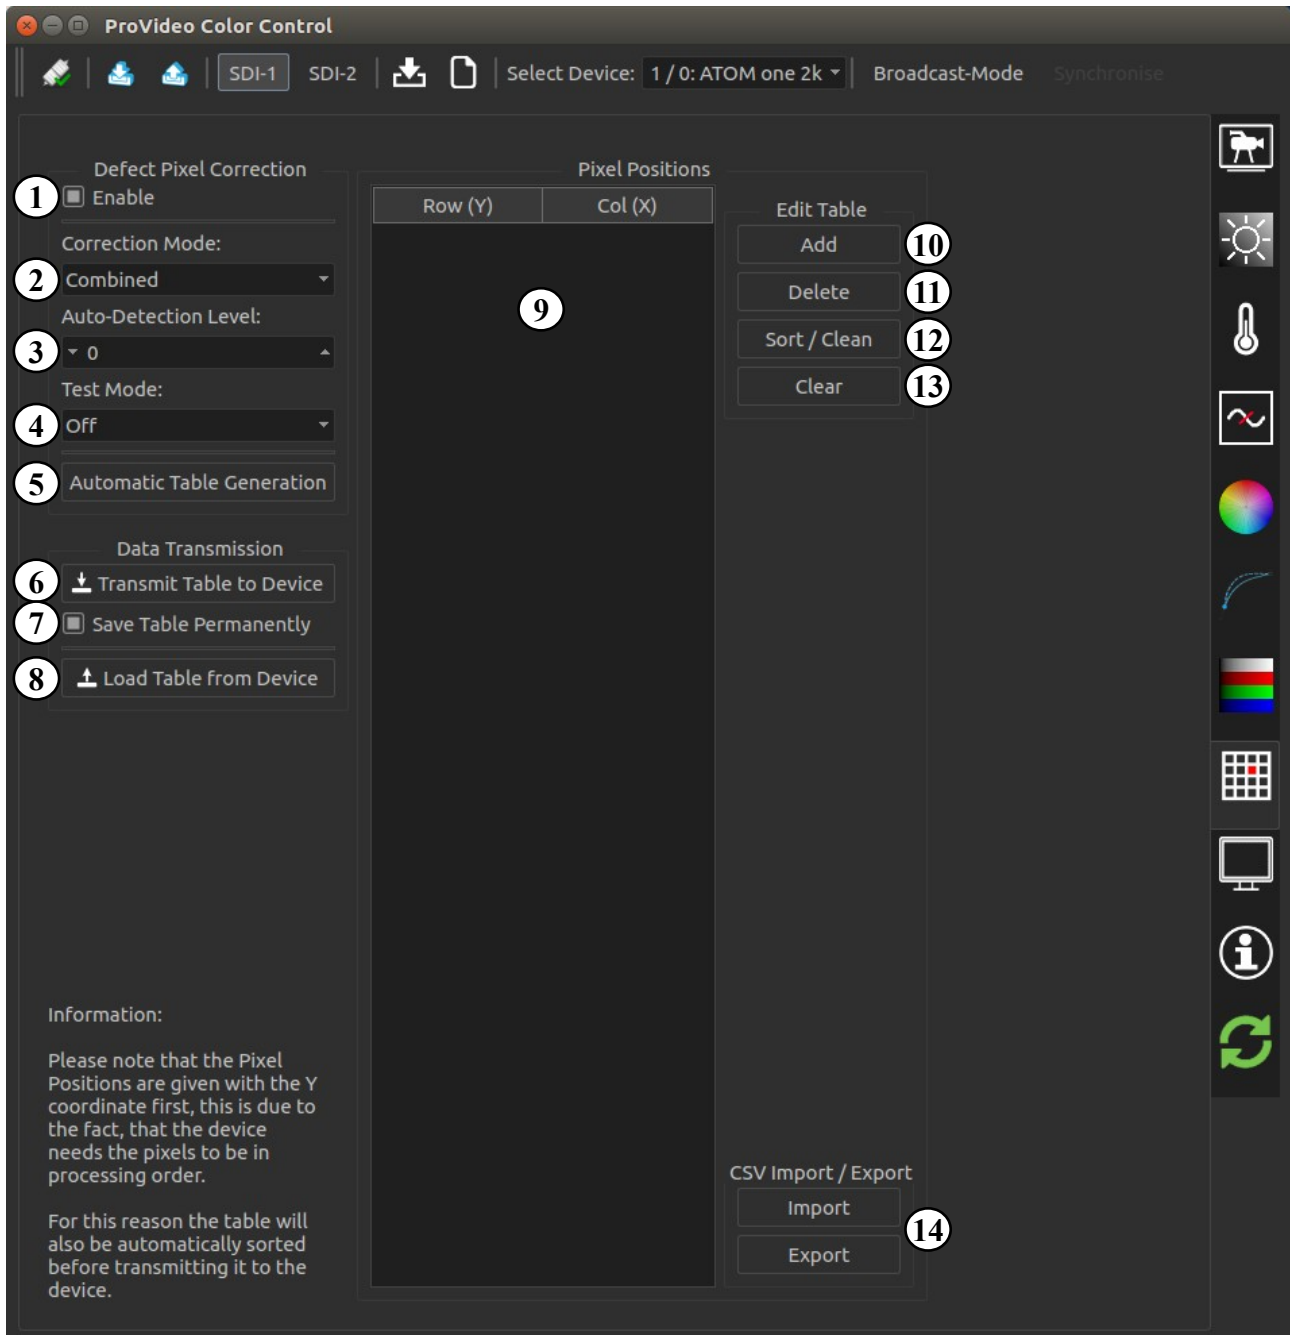 ProVideo Color Control
SDI-1 SDI-2 Select Device: 1 / 0: ATOM one 2k Broadcast-Mode Synchronise
Defect Pixel Correction
1 Enable
Correction Mode:
2 Combined
Auto-Detection Level:
3 0
Test Mode:
4 Off
5 Automatic Table Generation
Data Transmission
6 Transmit Table to Device
7 Save Table Permanently
8 Load Table from Device
Information:
Please note that the Pixel
Positions are given with the Y
coordinate first, this is due to
the fact, that the device
needs the pixels to be in
processing order.
For this reason the table will
also be automatically sorted
before transmitting it to the
device.
Pixel Positions
Row (Y) Col (X)
9
Edit Table
Add 10
Delete 11
Sort / Clean 12
Clear 13
CSV Import / Export
Import
14
Export